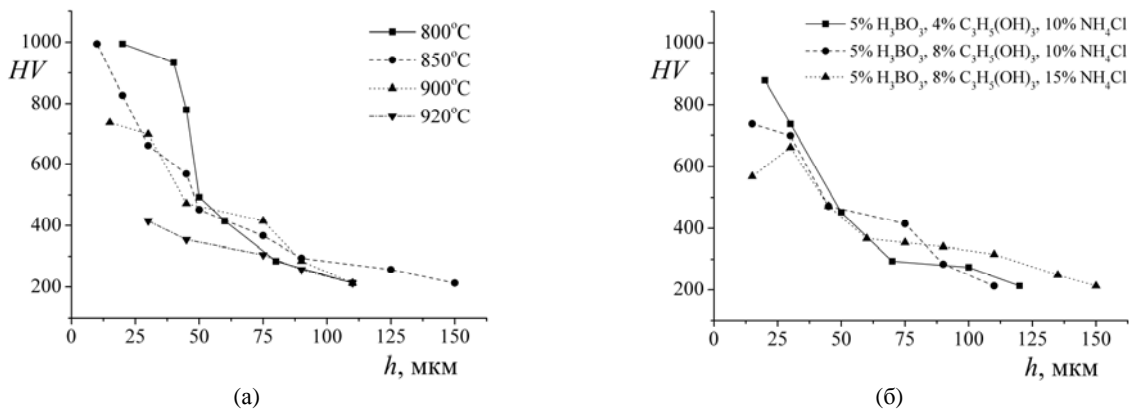 1000
HV
800
600
400
200
0 25 50 75 100 125 150
h, мкм
800°C
850°C
900°C
920°C
(а)
1000
HV
800
600
400
200
0 25 50 75 100 125 150
h, мкм
5% H₃BO₃, 4% C₃H₅(OH)₃, 10% NH₄Cl
5% H₃BO₃, 8% C₃H₅(OH)₃, 10% NH₄Cl
5% H₃BO₃, 8% C₃H₅(OH)₃, 15% NH₄Cl
(б)